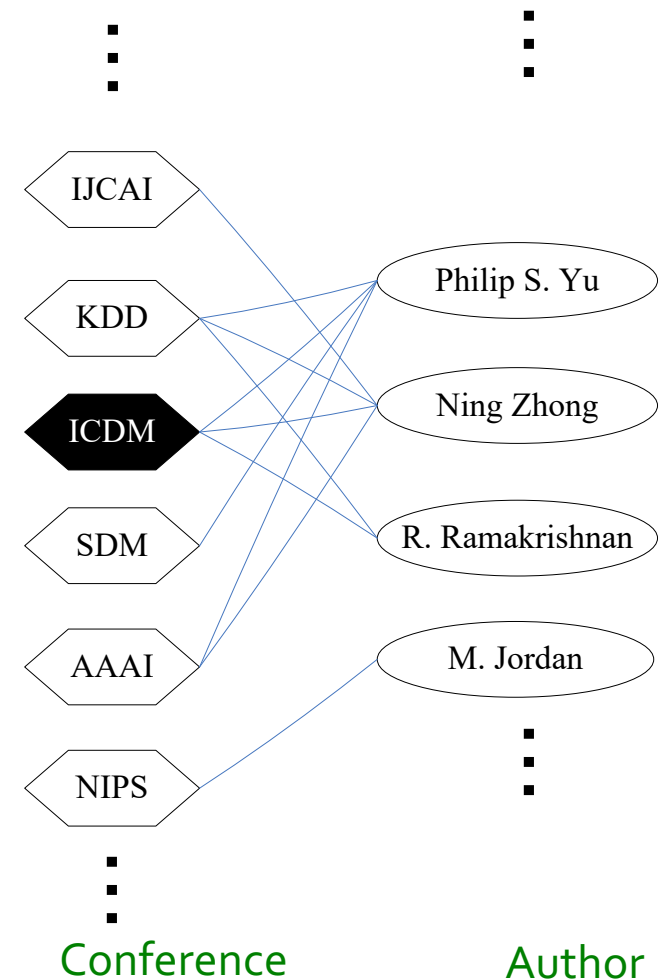 IJCAI
KDD
ICDM
SDM
AAAI
NIPS
Philip S. Yu
Ning Zhong
R. Ramakrishnan
M. Jordan
Conference
Author